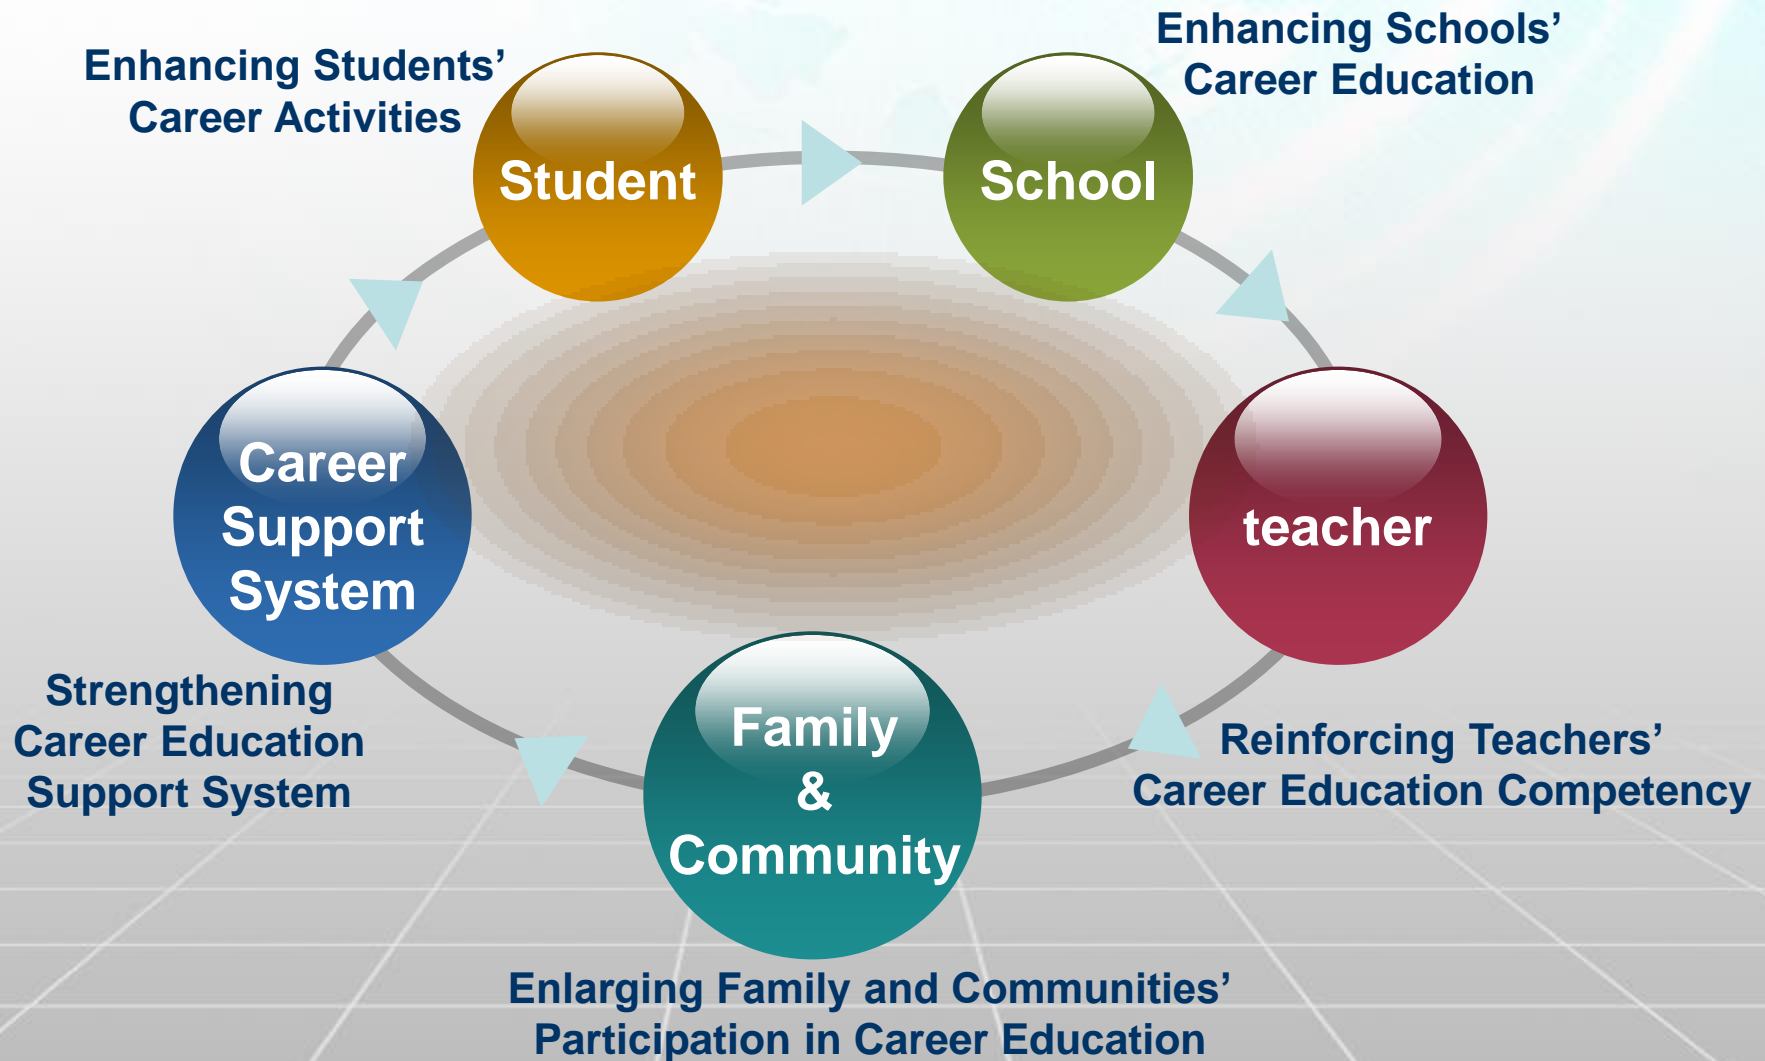 Enhancing Students’
Career Activities
Student
Enhancing Schools’
Career Education
School
teacher
Reinforcing Teachers’
Career Education Competency
Family
&
Community
Enlarging Family and Communities’
Participation in Career Education
Career
Support
System
Strengthening
Career Education
Support System